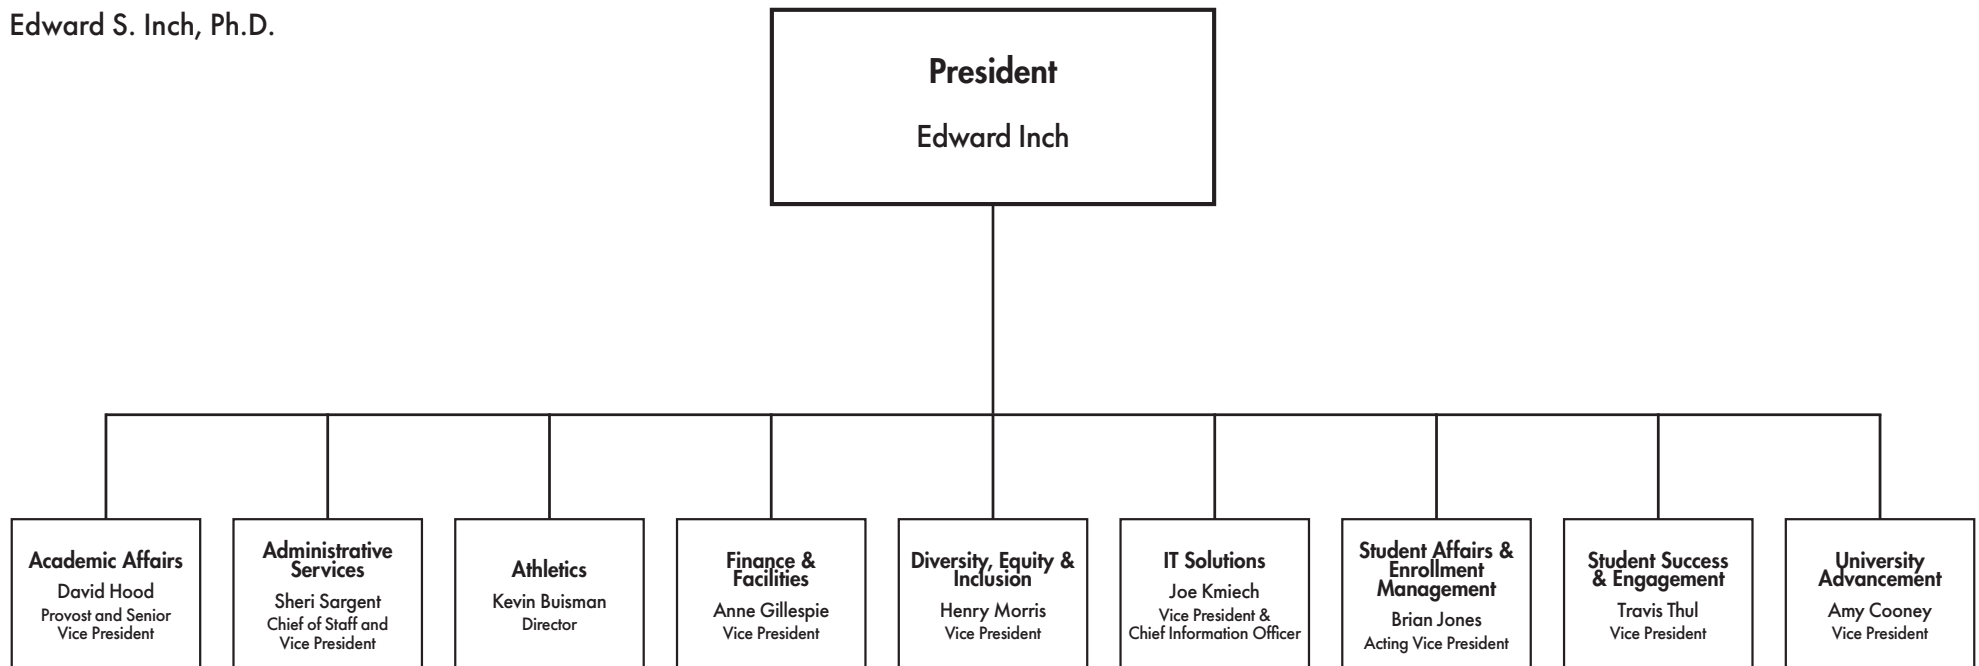 Edward S. Inch, Ph.D.
President
Edward Inch
Academic Affairs
David Hood
Provost and Senior
Vice President
Administrative
Services
Sheri Sargent
Chief of Staff and
Vice President
Athletics
Kevin Buisman
Director
Finance &
Facilities
Anne Gillespie
Vice President
Diversity, Equity &
Inclusion
Henry Morris
Vice President
IT Solutions
Joe Kmiech
Vice President &
Chief Information Officer
Student Affairs &
Enrollment
Management
Brian Jones
Acting Vice President
Student Success
& Engagement
Travis Thul
Vice President
University
Advancement
Amy Cooney
Vice President